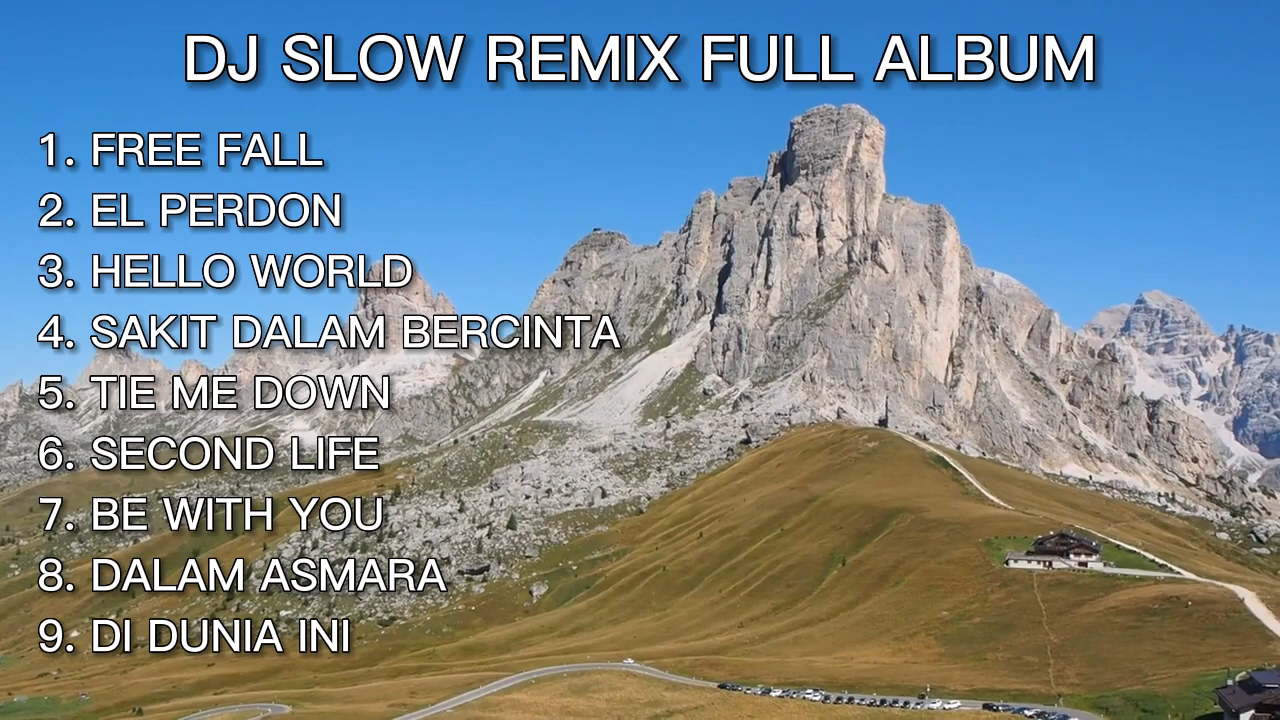 DJ SLOW REMIX FULL ALBUM
1. FREE FALL
2. EL PERDON
3. HELLO WORLD
4. SAKIT DALAM BERCINTA
5. TIE ME DOWN
6. SECOND LIFE
7. BE WITH YOU
8. DALAM ASMARA
9. DI DUNIA INI